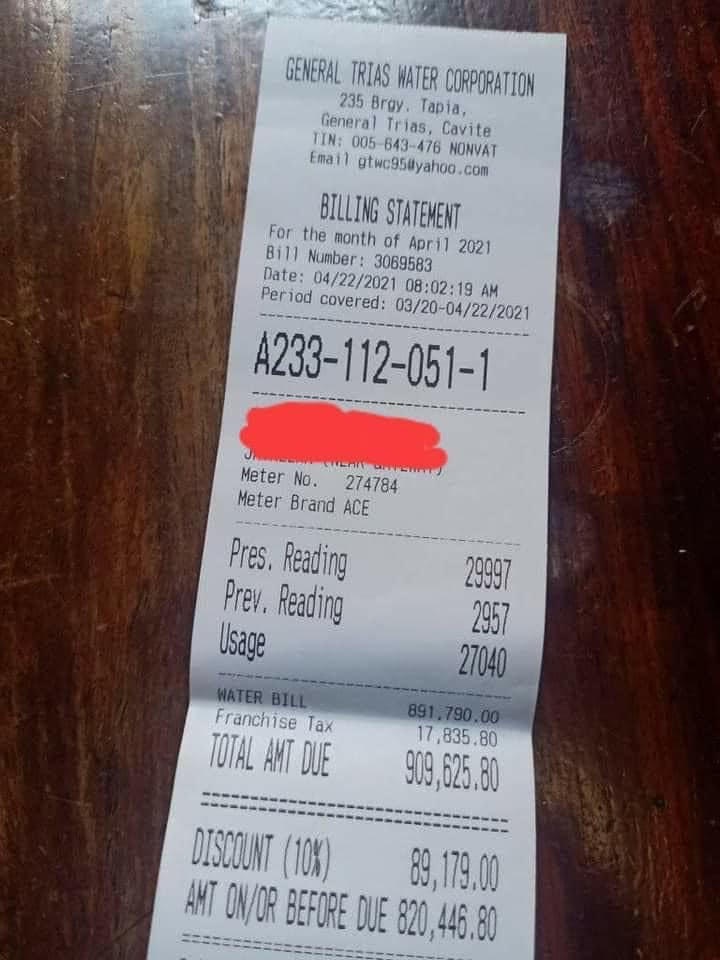 GENERAL TRIAS WATER CORPORATION
235 Brgy. Tapia,
General Trias, Cavite
TIN: 005-643-476 NONVAT
Email gtwc95@yahoo.com
BILLING STATEMENT
For the month of April 2021
Bill Number: 3069583
Date: 04/22/2021 08:02:19 AM
Period covered: 03/20-04/22/2021
A233-112-051-1
Meter No. 274784
Meter Brand ACE
Pres. Reading 29997
Prev. Reading 2957
Usage 27040
WATER BILL 891,790.00
Franchise Tax 17,835.80
TOTAL AMT DUE 909,625.80
DISCOUNT (10%) 89,179.00
AMT ON/OR BEFORE DUE 820,446.80